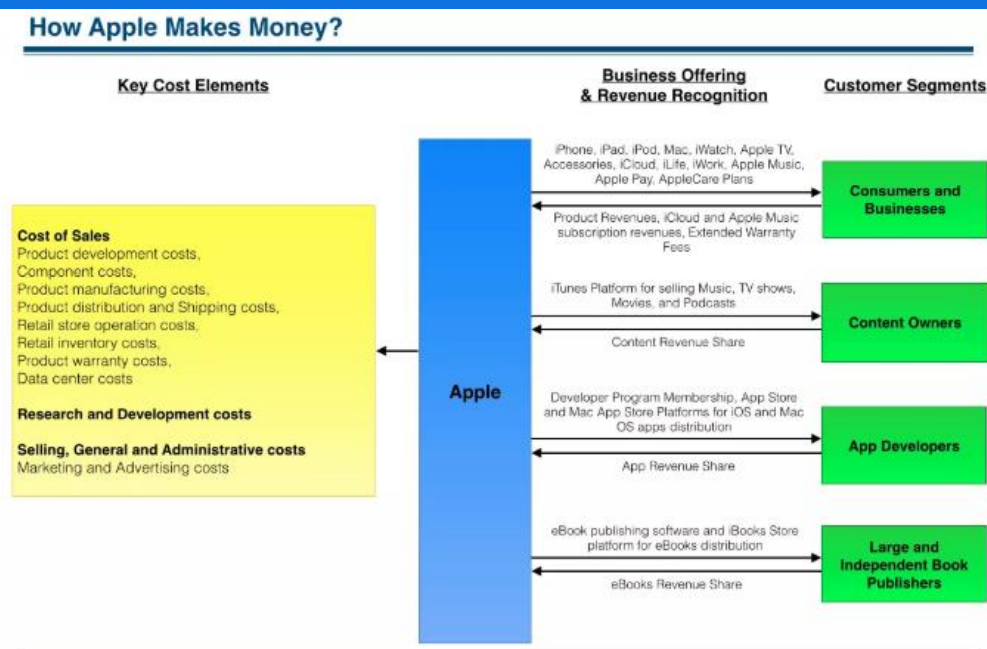 How Apple Makes Money?
Key Cost Elements
Business Offering
& Revenue Recognition
Customer Segments
Cost of Sales
Product development costs,
Component costs,
Product manufacturing costs,
Product distribution and Shipping costs,
Retail store operation costs,
Retail inventory costs,
Product warranty costs,
Data center costs
Research and Development costs
Selling, General and Administrative costs
Marketing and Advertising costs
Apple
iPhone, iPad, iPod, Mac, iWatch, Apple TV,
Accessories, iCloud, iLife, iWork, Apple Music,
Apple Pay, AppleCare Plans
Product Revenues, iCloud and Apple Music
subscription revenues, Extended Warranty
Fees
Consumers and
Businesses
iTunes Platform for selling Music, TV shows,
Movies, and Podcasts
Content Revenue Share
Content Owners
Developer Program Membership, App Store
and Mac App Store Platforms for iOS and Mac
OS apps distribution
App Revenue Share
App Developers
eBook publishing software and iBooks Store
platform for eBooks distribution
eBooks Revenue Share
Large and
Independent Book
Publishers